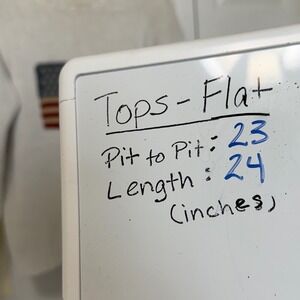 Tops - Flat
Pit to Pit: 23
Length: 24
(inches)